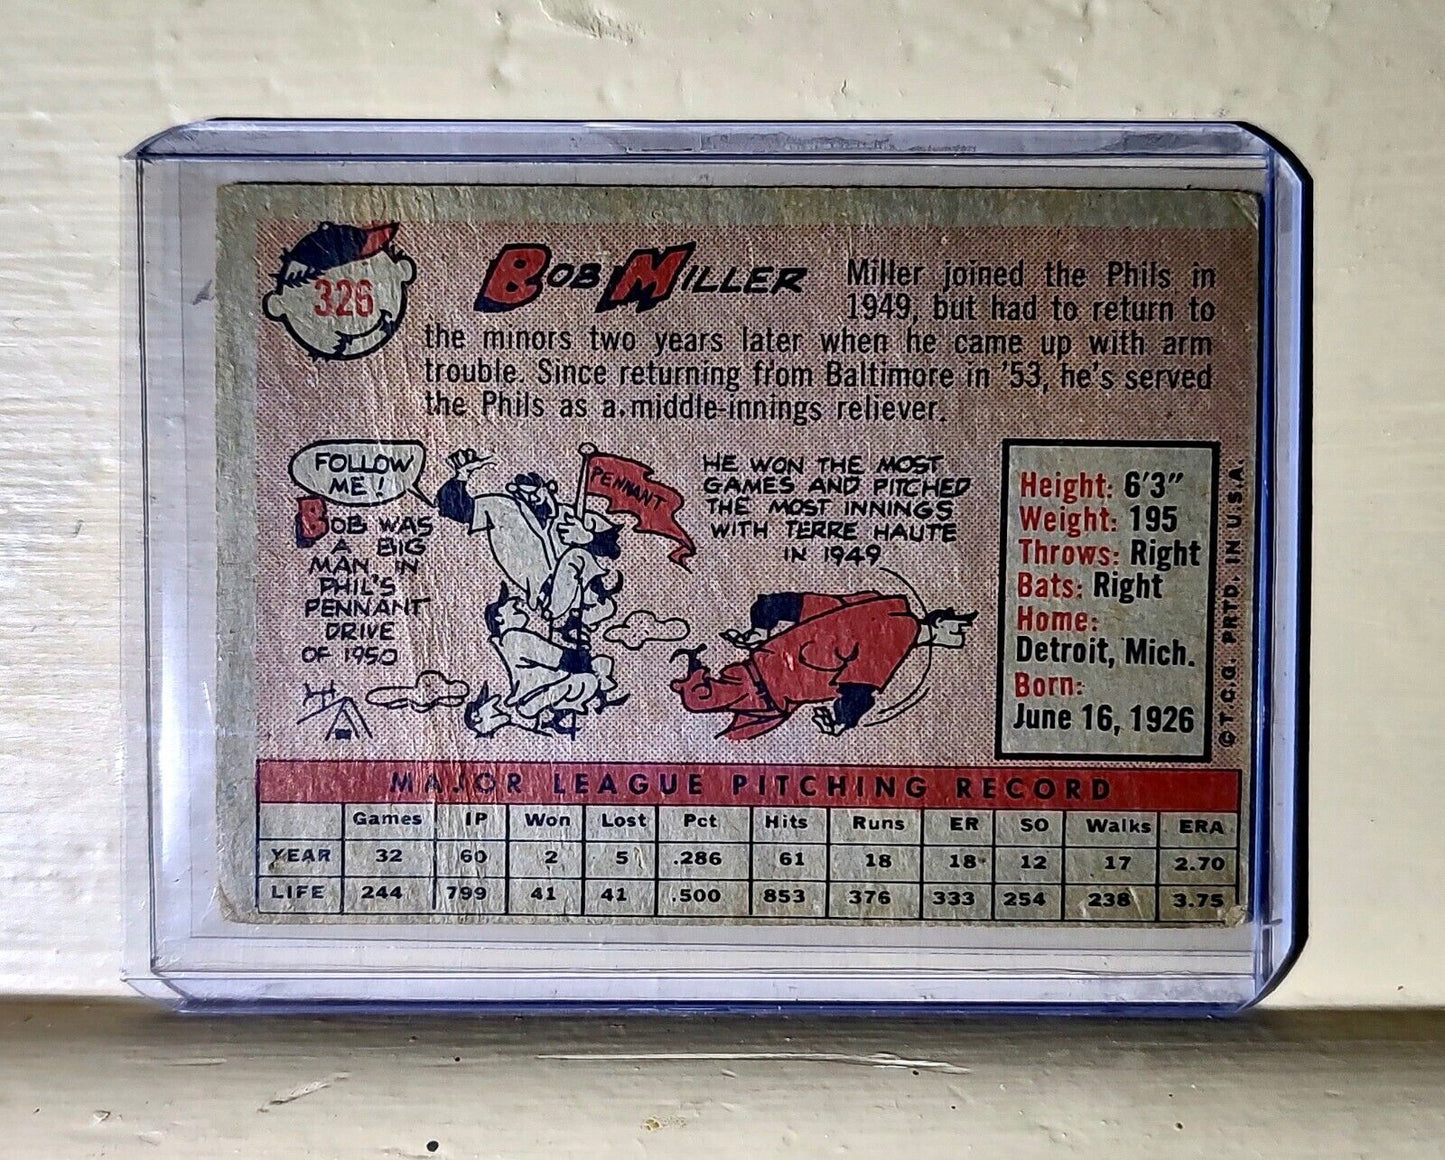 326
BOB MILLER
Miller joined the Phils in
1949, but had to return to
the minors two years later when he came up with arm
trouble. Since returning from Baltimore in '53, he's served
the Phils as a middle-innings reliever.
FOLLOW
ME!
BOB WAS
A BIG
MAN IN
PHIL'S
PENNANT
DRIVE
OF 1950
PENNANT
HE WON THE MOST
GAMES AND PITCHED
THE MOST INNINGS
WITH TERRE HAUTE
IN 1949
Height: 6'3"
Weight: 195
Throws: Right
Bats: Right
Home:
Detroit, Mich.
Born:
June 16, 1926
© T.C.G. PRTD. IN U.S.A.
MAJOR LEAGUE PITCHING RECORD
Games IP Won Lost Pct Hits Runs ER SO Walks ERA
YEAR 32 60 2 5 .286 61 18 18 12 17 2.70
LIFE 244 799 41 41 .500 853 376 333 254 238 3.75